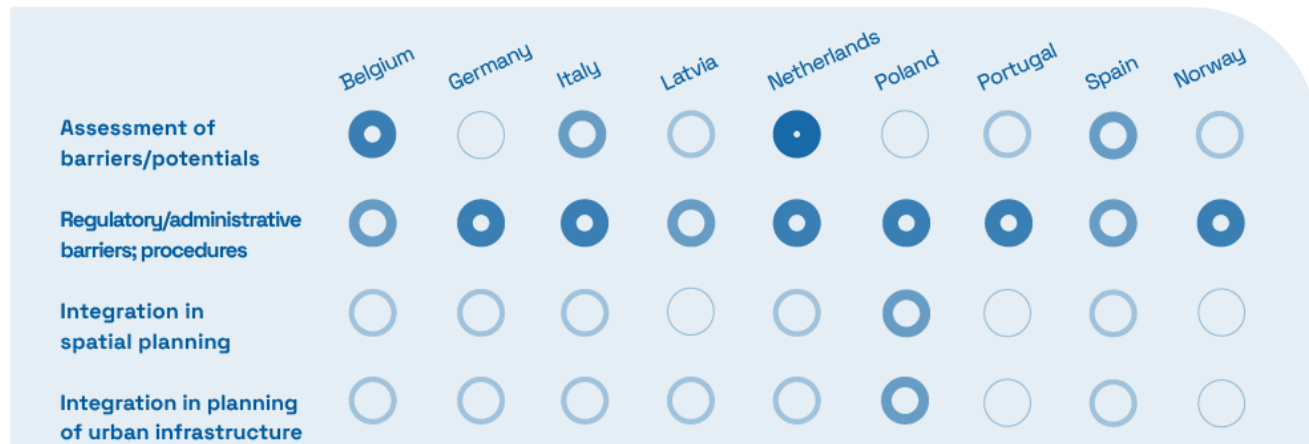 Belgium Germany Italy Latvia Netherlands Poland Portugal Spain Norway
Assessment of
barriers/potentials
Regulatory/administrative
barriers; procedures
Integration in
spatial planning
Integration in planning
of urban infrastructure